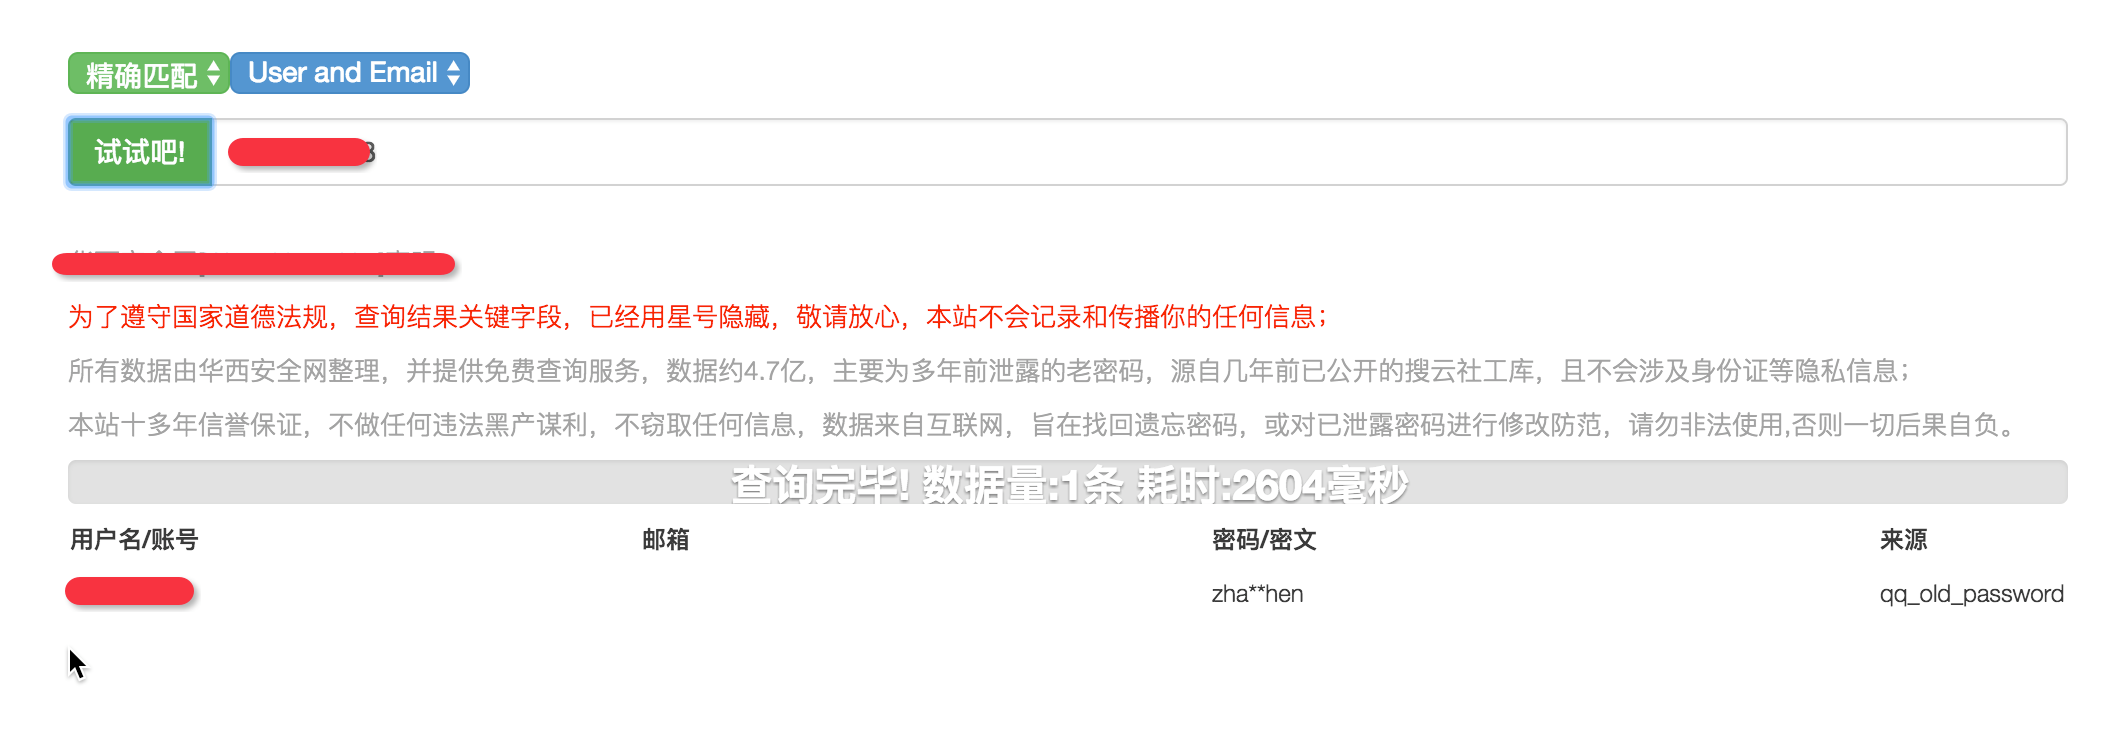 精确匹配 User and Email
试试吧!
为了遵守国家道德法规，查询结果关键字段，已经用星号隐藏，敬请放心，本站不会记录和传播你的任何信息；
所有数据由华西安全网整理，并提供免费查询服务，数据约4.7亿，主要为多年前泄露的老密码，源自几年前已公开的搜云社工库，且不会涉及身份证等隐私信息；
本站十多年信誉保证，不做任何违法黑产谋利，不窃取任何信息，数据来自互联网，旨在找回遗忘密码，或对已泄露密码进行修改防范，请勿非法使用,否则一切后果自负。
查询完毕! 数据量:1条 耗时:2604毫秒
用户名/账号 邮箱 密码/密文 来源
zha**hen qq_old_password